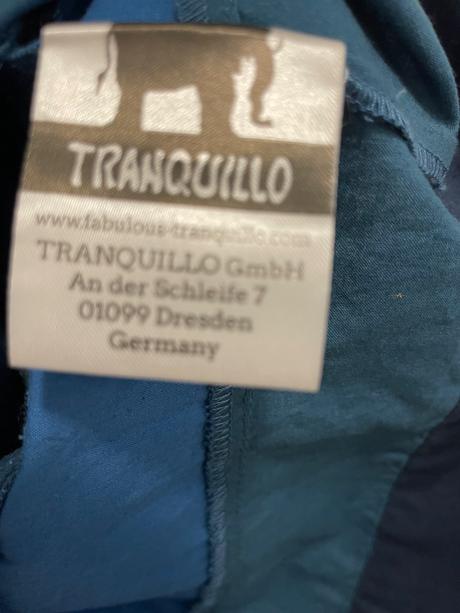 TRANQUILLO
www.fabulous-tranquillo.com
TRANQUILLO GmbH
An der Schleife 7
01099 Dresden
Germany